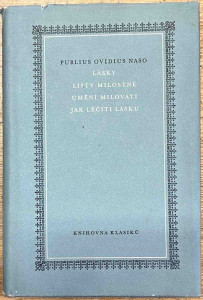 PUBLIUS OVIDIUS NASO
LÁSKY
LISTY MILOSTNÉ
UMĚNÍ MILOVATI
JAK LÉČITI LÁSKU
KNIHOVNA KLASIKŮ